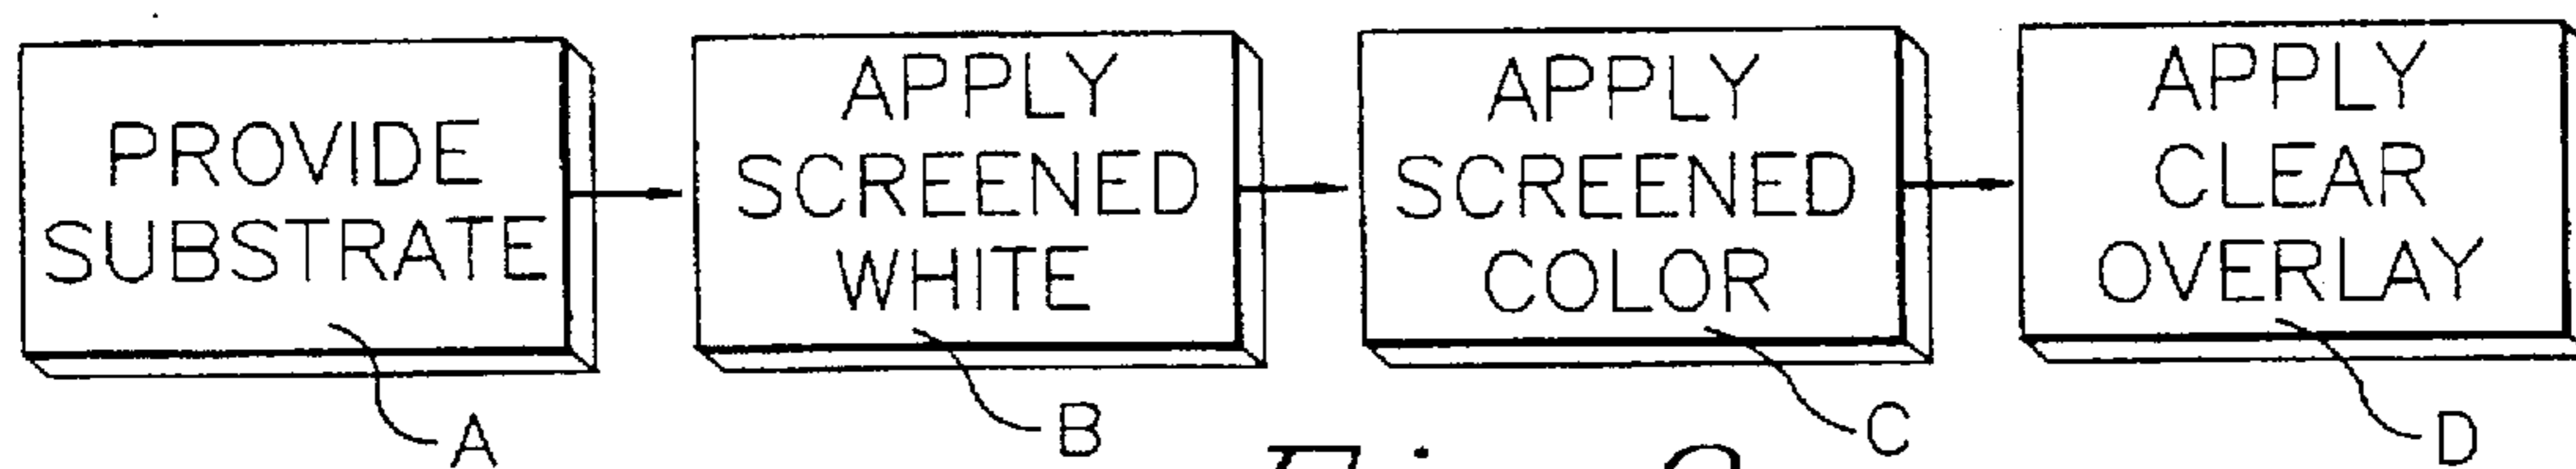 PROVIDE
SUBSTRATE
A
APPLY
SCREENED
WHITE
B
APPLY
SCREENED
COLOR
C
APPLY
CLEAR
OVERLAY
D